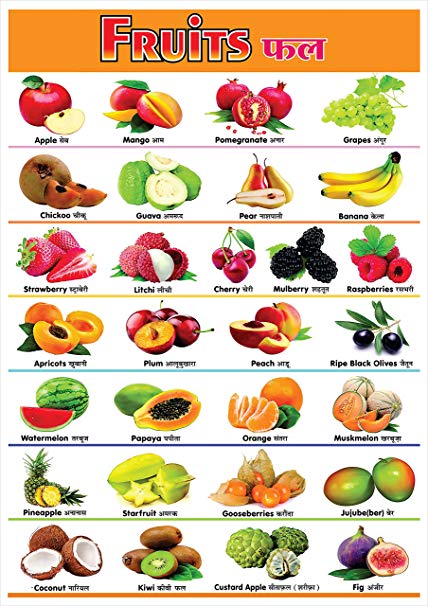 FRUITS फल
Apple सेब
Mango आम
Pomegranate अनार
Grapes अंगूर
Chickoo चीकू
Guava अमरूद
Pear नाशपाती
Banana केला
Strawberry स्ट्राबेरी
Litchi लीची
Cherry चेरी
Mulberry शहतूत
Raspberries रसभरी
Apricots खुबानी
Plum आलूबुखारा
Peach आड़ू
Ripe Black Olives जैतून
Watermelon तरबूज
Papaya पपीता
Orange संतरा
Muskmelon खरबूजा
Pineapple अनानास
Starfruit अमरक
Gooseberries करौंदा
Jujube(ber) बेर
Coconut नारियल
Kiwi कीवी फल
Custard Apple सीताफल (शरीफा)
Fig अंजीर